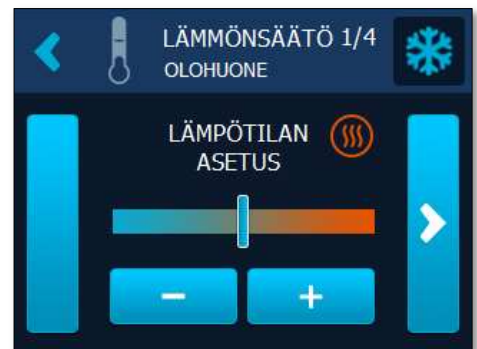 LÄMMÖNSÄÄTÖ 1/4
OLOHUONE
LÄMPÖTILAN
ASETUS
− +